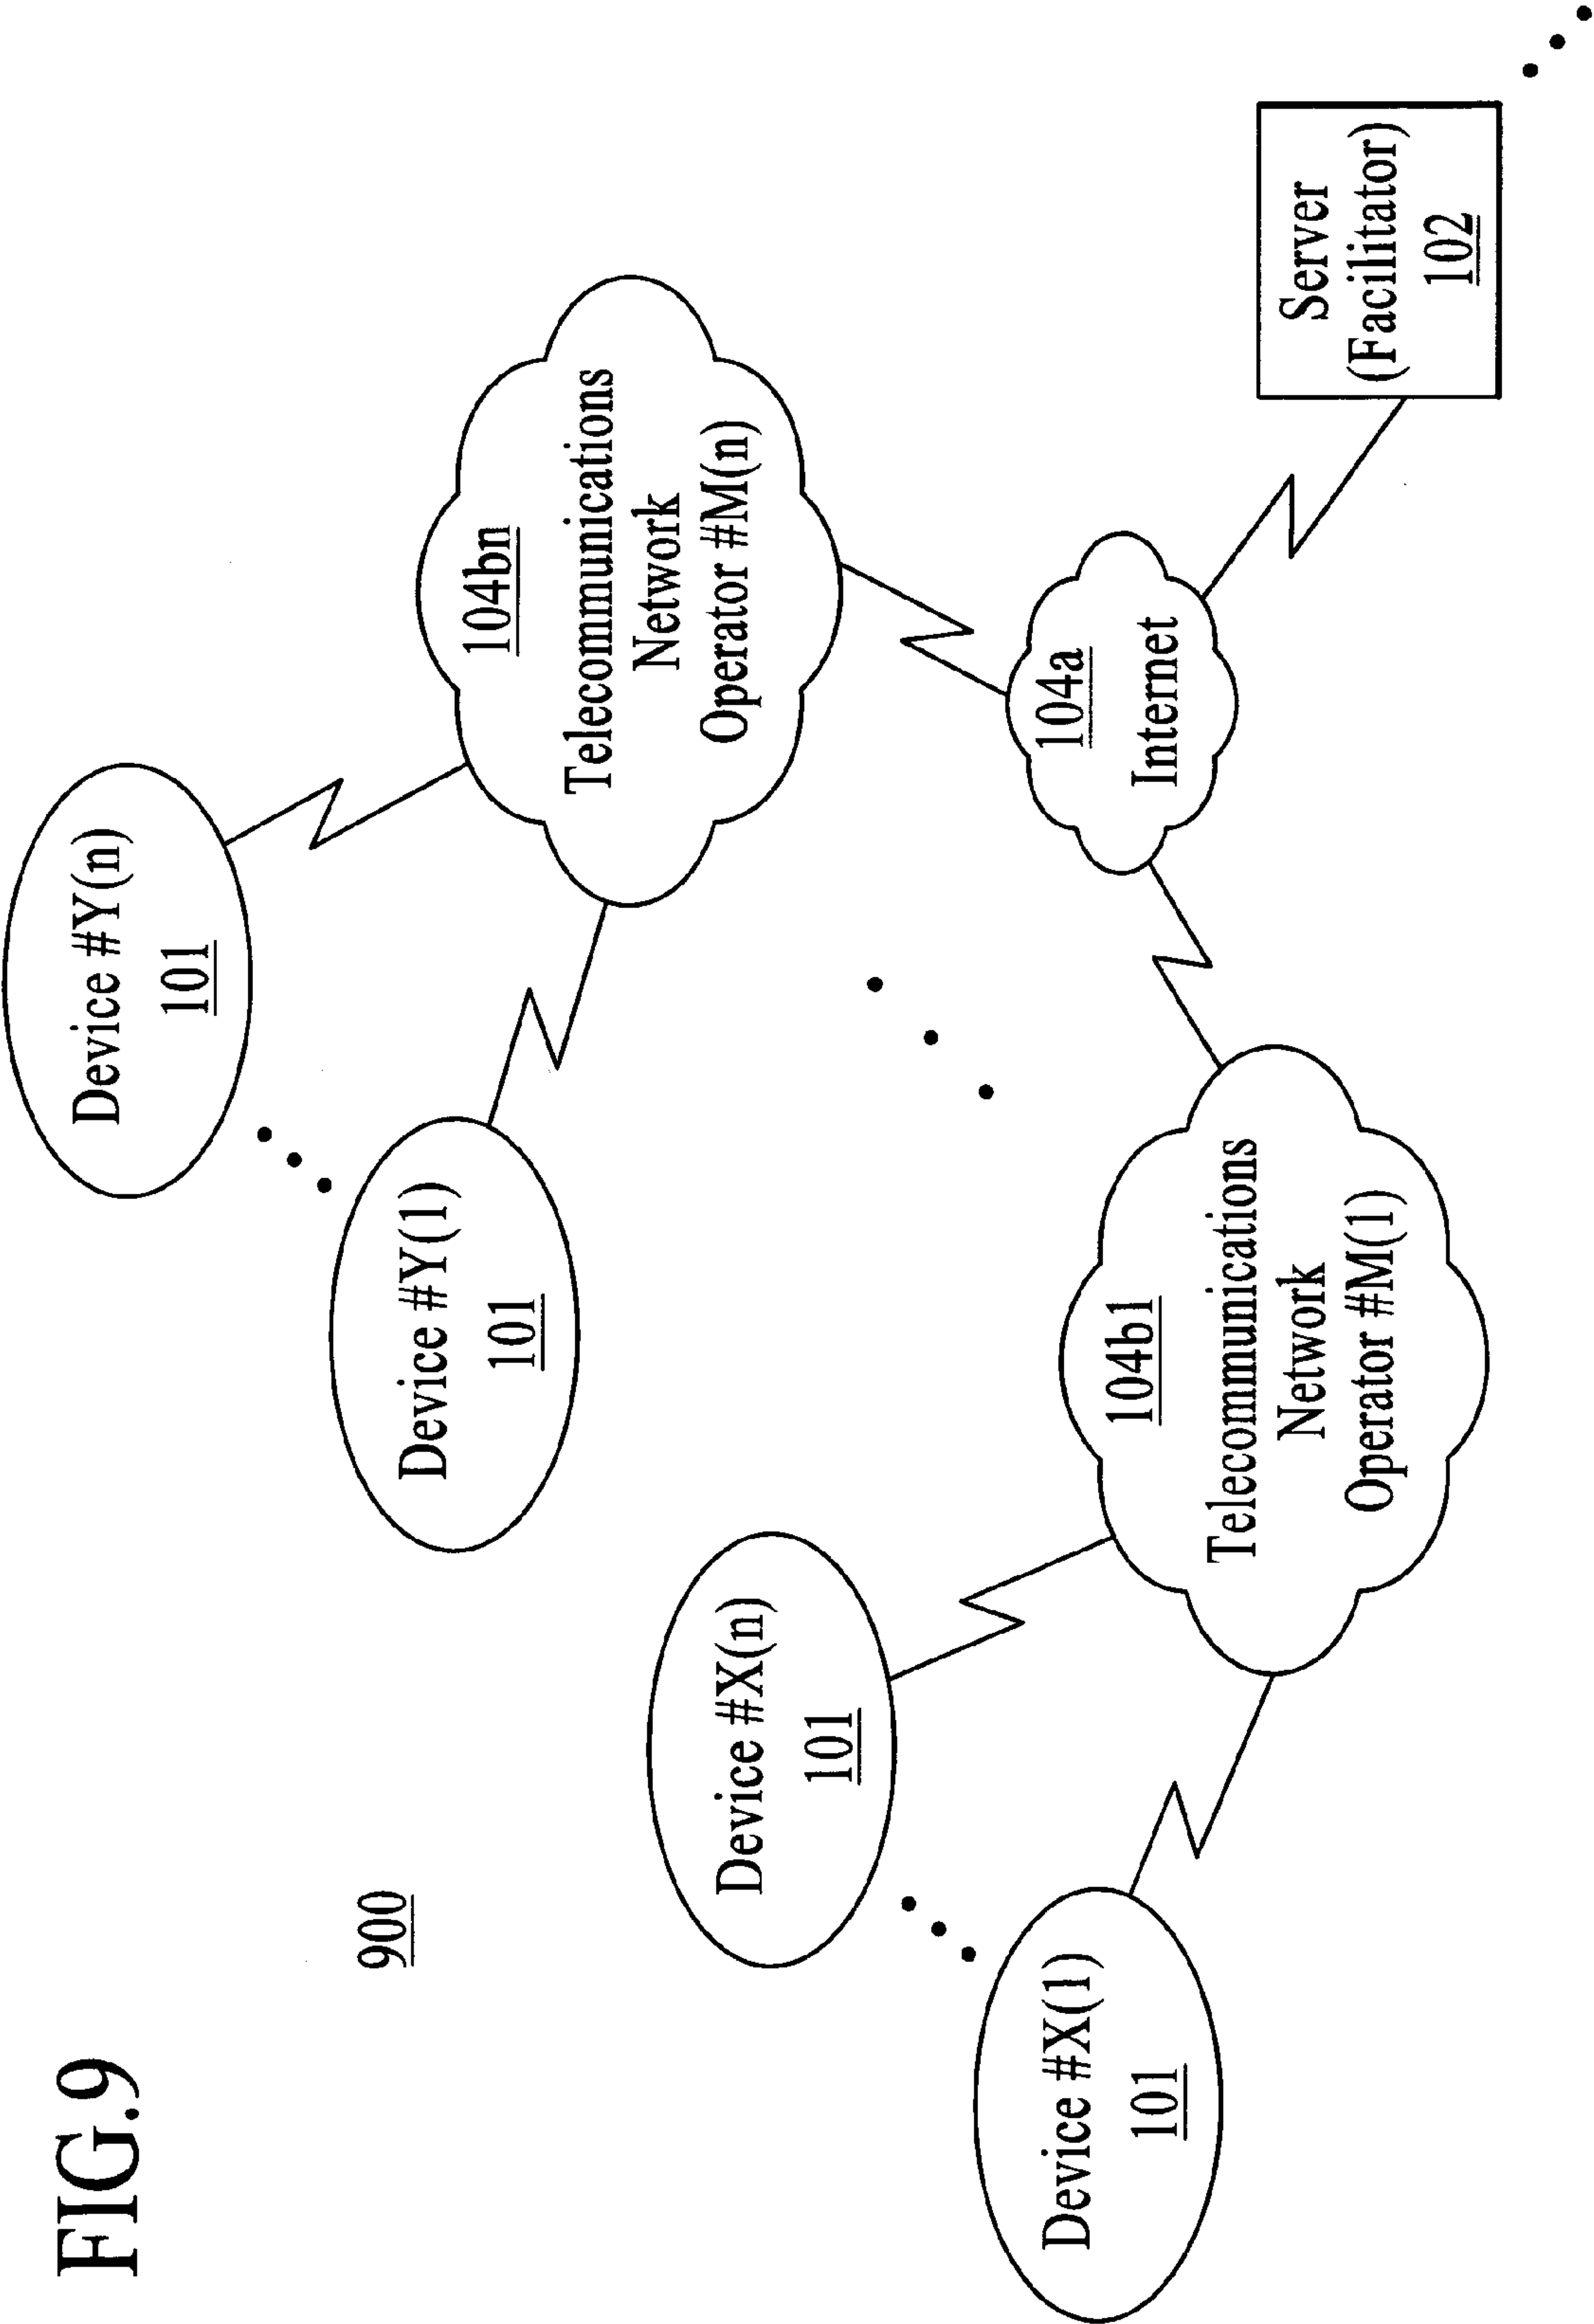 FIG.9
900
Device #X(1)
101
Device #X(n)
101
Device #Y(1)
101
Device #Y(n)
101
104b1
Telecommunications
Network
Operator #M(1)
104bn
Telecommunications
Network
Operator #M(n)
104a
Internet
Server
(Facilitator)
102